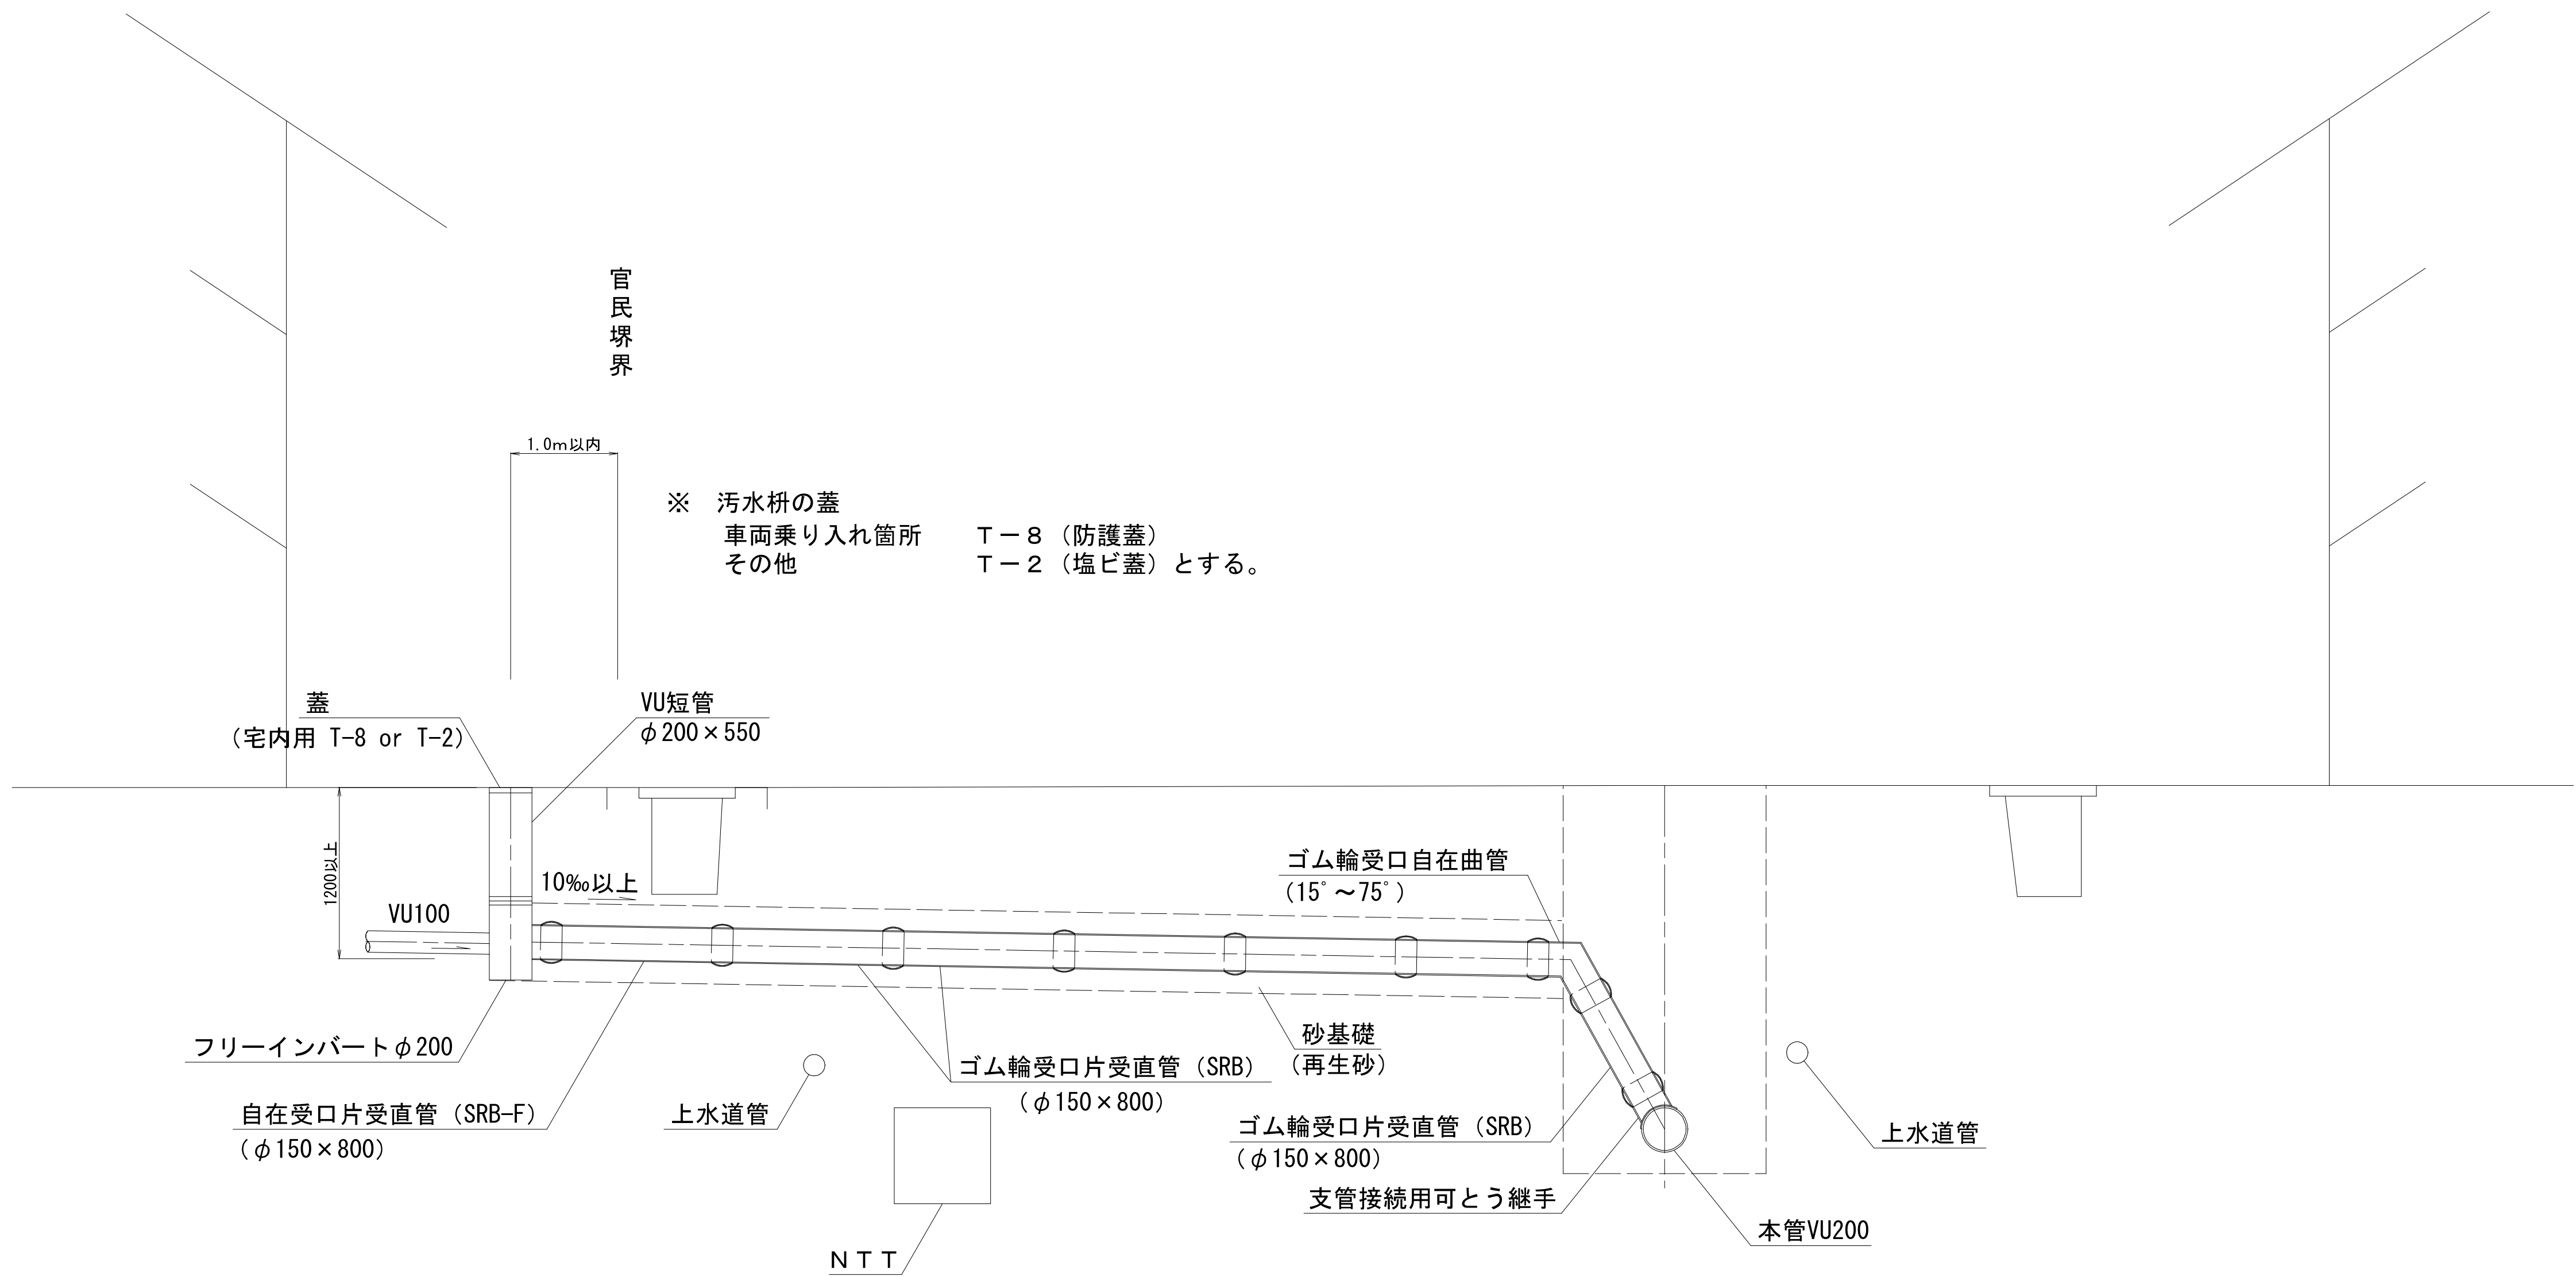 官民堺界
1.0m以内
※　汚水枡の蓋
車両乗り入れ箇所　　Ｔ－８（防護蓋）
その他　　　　　　　Ｔ－２（塩ビ蓋）とする。
蓋
（宅内用 T-8 or T-2）
VU短管
φ200×550
1200以上
10‰以上
VU100
ゴム輪受口自在曲管
（15ﾟ～75ﾟ）
フリーインバートφ200
砂基礎
（再生砂）
ゴム輪受口片受直管（SRB）
（φ150×800）
自在受口片受直管（SRB-F）
（φ150×800）
上水道管
ゴム輪受口片受直管（SRB）
（φ150×800）
上水道管
支管接続用可とう継手
本管VU200
ＮＴＴ